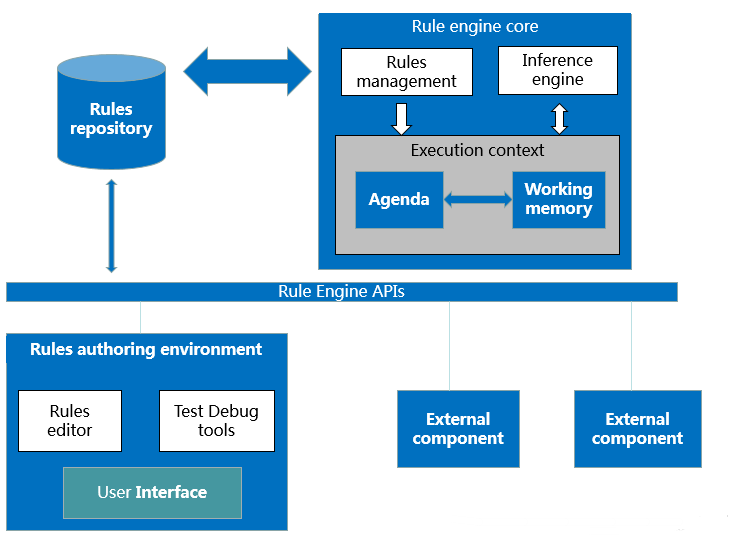 Rule engine core
Rules
management
Inference
engine
Rules
repository
Execution context
Agenda
Working
memory
Rule Engine APIs
Rules authoring environment
Rules
editor
Test Debug
tools
User Interface
External
component
External
component